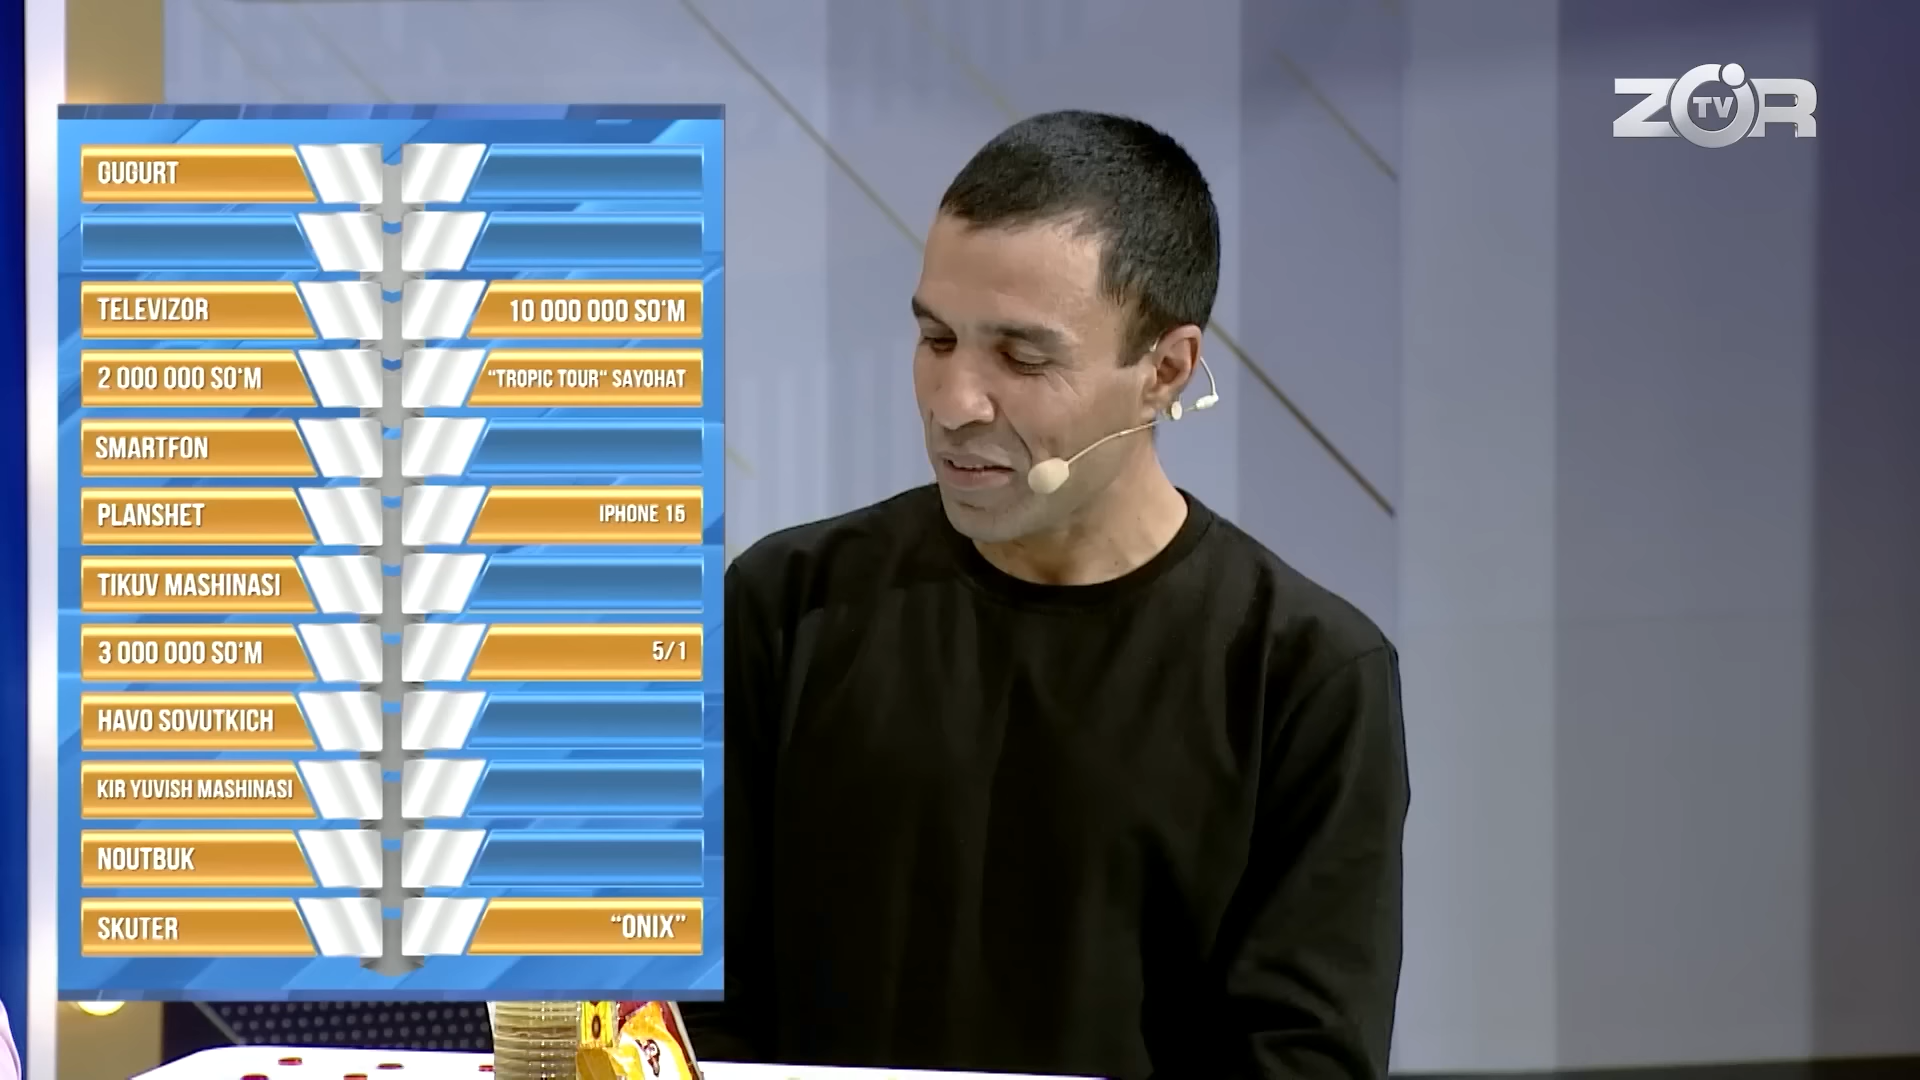 ZOR TV
GUGURT
TELEVIZOR
10 000 000 SO‘M
2 000 000 SO‘M
“TROPIC TOUR“ SAYOHAT
SMARTFON
PLANSHET
IPHONE 16
TIKUV MASHINASI
3 000 000 SO‘M
5/1
HAVO SOVUTKICH
KIR YUVISH MASHINASI
NOUTBUK
SKUTER
“ONIX”